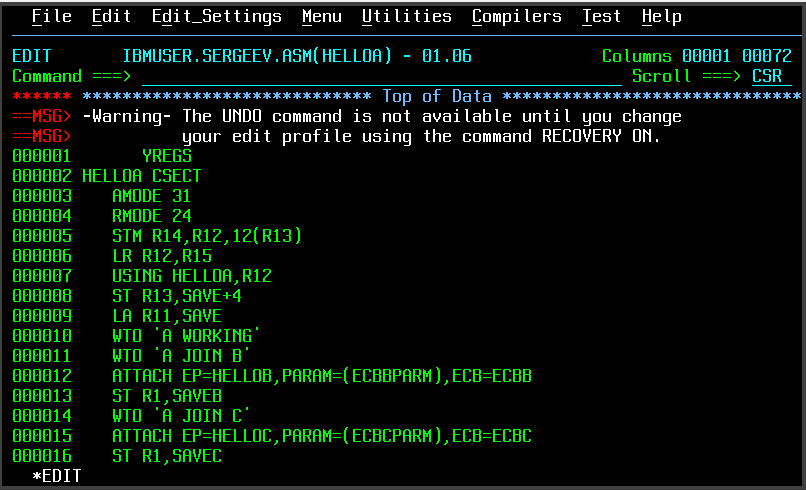 File Edit Edit_Settings Menu Utilities Compilers Test Help
EDIT IBMUSER.SERGEEV.ASM(HELLOA) - 01.06 Columns 00001 00072
Command ===> Scroll ===> CSR
****** ***************************** Top of Data ******************************
==MSG> -Warning- The UNDO command is not available until you change
==MSG> your edit profile using the command RECOVERY ON.
000001 YREGS
000002 HELLOA CSECT
000003 AMODE 31
000004 RMODE 24
000005 STM R14,R12,12(R13)
000006 LR R12,R15
000007 USING HELLOA,R12
000008 ST R13,SAVE+4
000009 LA R11,SAVE
000010 WTO 'A WORKING'
000011 WTO 'A JOIN B'
000012 ATTACH EP=HELLOB,PARAM=(ECBBPARM),ECB=ECBB
000013 ST R1,SAVEB
000014 WTO 'A JOIN C'
000015 ATTACH EP=HELLOC,PARAM=(ECBCPARM),ECB=ECBC
000016 ST R1,SAVEC
*EDIT